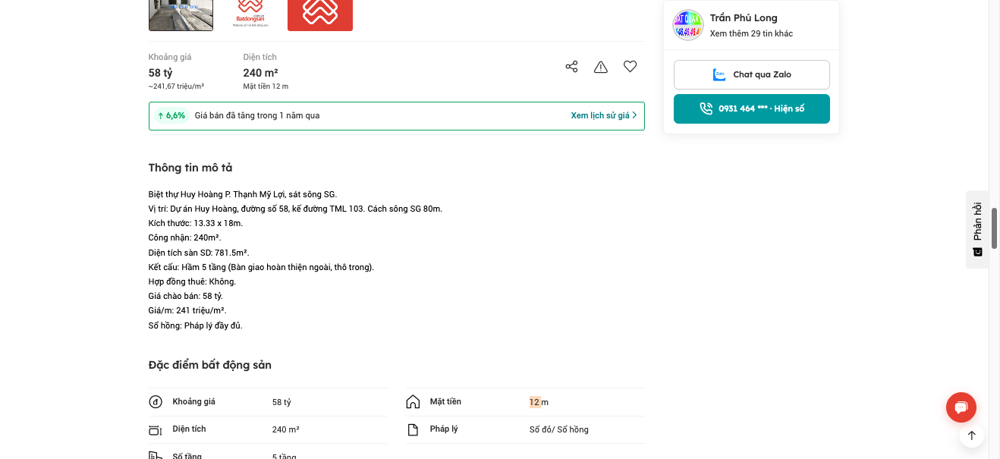 Batdongsan
Trần Phú Long
Xem thêm 29 tin khác
Khoảng giá
58 tỷ
~241,67 triệu/m²
Diện tích
240 m²
Mặt tiền 12 m
Zalo
Chat qua Zalo
0931 464 *** · Hiện số
6,6%
Giá bán đã tăng trong 1 năm qua
Xem lịch sử giá
Thông tin mô tả
Biệt thự Huy Hoàng P. Thạnh Mỹ Lợi, sát sông SG.
Vị trí: Dự án Huy Hoàng, đường số 58, kế đường TML 103. Cách sông SG 80m.
Kích thước: 13.33 x 18m.
Công nhận: 240m².
Diện tích sàn SD: 781.5m².
Kết cấu: Hầm 5 tầng (Bàn giao hoàn thiện ngoài, thô trong).
Hợp đồng thuê: Không.
Giá chào bán: 58 tỷ.
Giá/m: 241 triệu/m².
Sổ hồng: Pháp lý đầy đủ.
Phản hồi
Đặc điểm bất động sản
Khoảng giá
58 tỷ
Mặt tiền
12 m
Diện tích
240 m²
Pháp lý
Sổ đỏ/ Sổ hồng
Số tầng
5 tầng